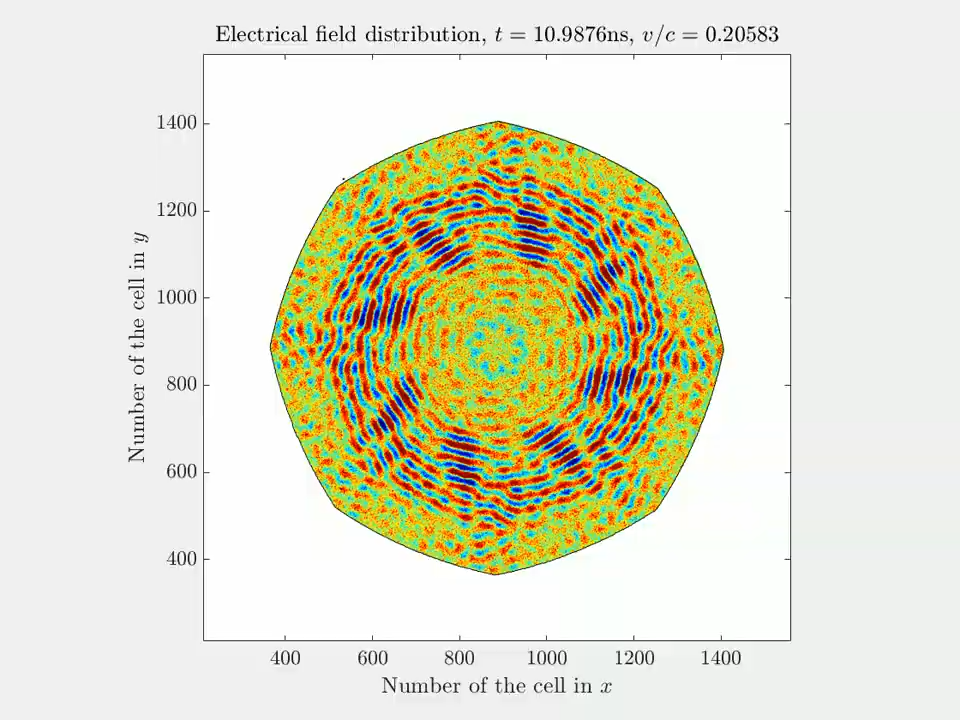 Electrical field distribution, t = 10.9876ns, v/c = 0.20583
Number of the cell in y
1400
1200
1000
800
600
400
400 600 800 1000 1200 1400
Number of the cell in x